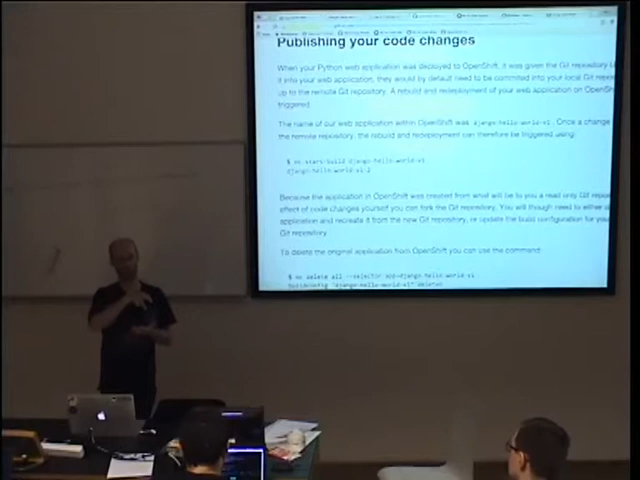 Publishing your code changes
When your Python web application was deployed to OpenShift, it was given the Git repository
it into your web application, they would by default need to be committed into your local Git
up to the remote Git repository. A rebuild and redeployment of your web application on
triggered.
The name of our web application within OpenShift was django-hello-world-v1. Once a change
the remote repository, the rebuild and redeployment can therefore be triggered using:
$ oc start-build django-hello-world-v1
django-hello-world-v1-2
Because the application in OpenShift was created from what will be to you a read only Git
effect of code changes yourself you can fork the Git repository. You will though need to either
application and recreate it from the new Git repository, or update the build configuration for your
Git repository.
To delete the original application from OpenShift you can use the command:
$ oc delete all --selector app=django-hello-world-v1
buildconfig "django-hello-world-v1" deleted